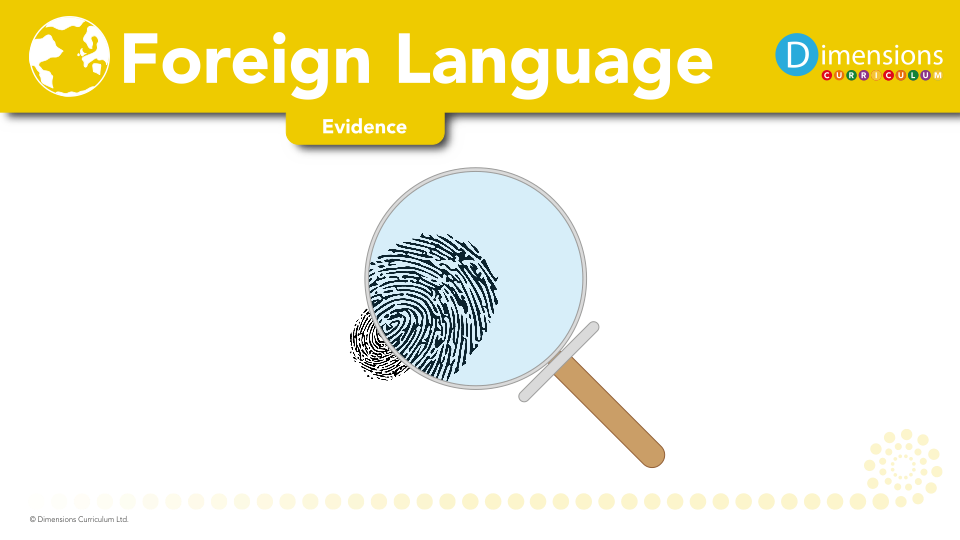 Foreign Language
Dimensions
CURRICULUM
Evidence
© Dimensions Curriculum Ltd.